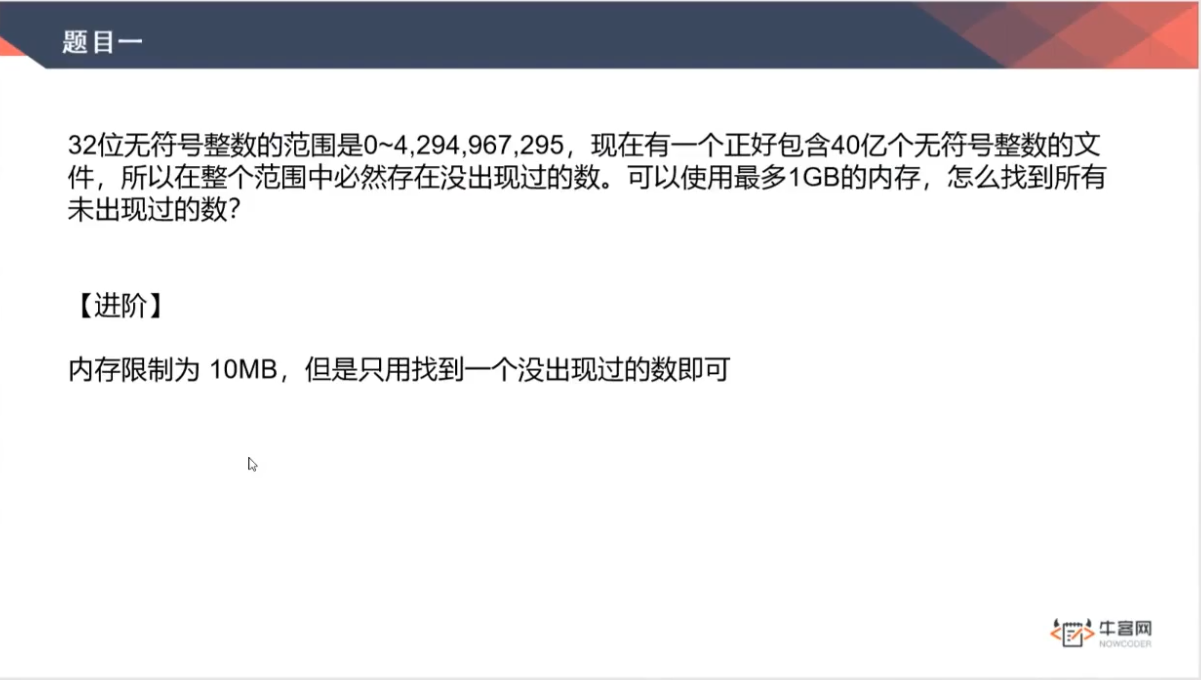 题目一
32位无符号整数的范围是0~4,294,967,295，现在有一个正好包含40亿个无符号整数的文
件，所以在整个范围中必然存在没出现过的数。可以使用最多1GB的内存，怎么找到所有
未出现过的数？
【进阶】
内存限制为 10MB，但是只用找到一个没出现过的数即可
牛客网
NOWCODER